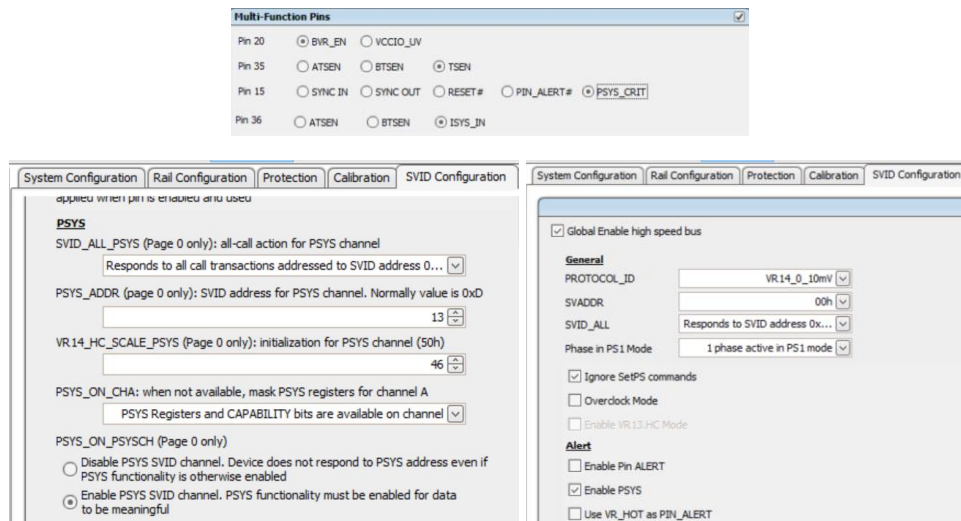 Multi-Function Pins
Pin 20 BVR_EN VCCIO_UV
Pin 35 ATSEN BTSEN TSEN
Pin 15 SYNC IN SYNC OUT RESET# PIN_ALERT# PSYS_CRIT
Pin 36 ATSEN BTSEN ISYS_IN
System Configuration Rail Configuration Protection Calibration SVID Configuration
applied when pin is enabled and used
PSYS
SVID_ALL_PSYS (Page 0 only): all-call action for PSYS channel
Responds to all call transactions addressed to SVID address 0...
PSYS_ADDR (page 0 only): SVID address for PSYS channel. Normally value is 0xD
13
VR14_HC_SCALE_PSYS (Page 0 only): initialization for PSYS channel (50h)
46
PSYS_ON_CHA: when not available, mask PSYS registers for channel A
PSYS Registers and CAPABILITY bits are available on channel
PSYS_ON_PSYSCH (Page 0 only)
Disable PSYS SVID channel. Device does not respond to PSYS address even if
PSYS functionality is otherwise enabled
Enable PSYS SVID channel. PSYS functionality must be enabled for data
to be meaningful
System Configuration Rail Configuration Protection Calibration SVID Configuration
Global Enable high speed bus
General
PROTOCOL_ID VR14_0_10mV
SVADDR 00h
SVID_ALL Responds to SVID address 0x...
Phase in PS1 Mode 1 phase active in PS1 mode
Ignore SetPS commands
Overclock Mode
Enable VR13.HC Mode
Alert
Enable Pin ALERT
Enable PSYS
Use VR_HOT as PIN_ALERT